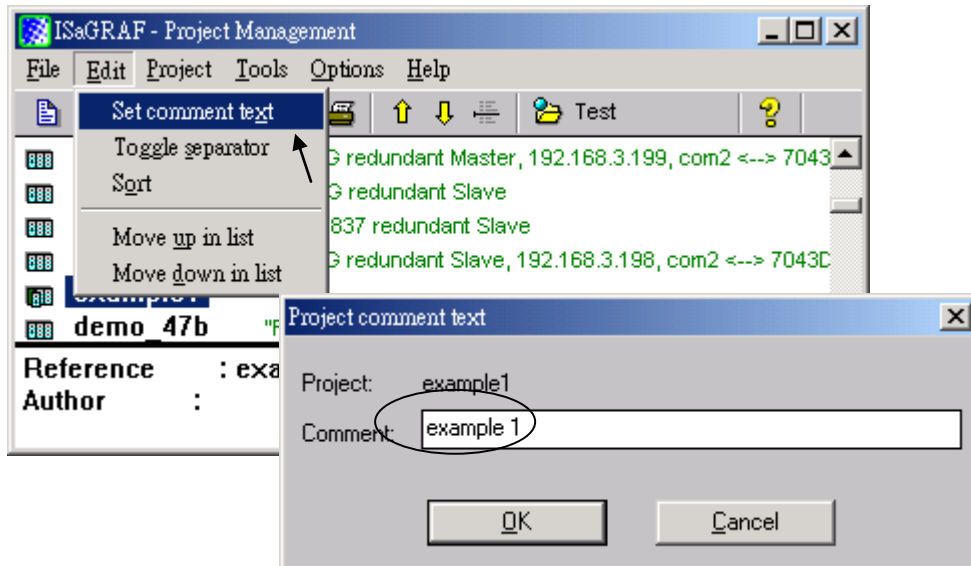 ISaGRAF - Project Management
File Edit Project Tools Options Help
Set comment text
Toggle separator
Sort
Move up in list
Move down in list
Test
G redundant Master, 192.168.3.199, com2 <--> 7043
G redundant Slave
837 redundant Slave
G redundant Slave, 192.168.3.198, com2 <--> 7043D
example1
demo_47b "F
Reference : exa
Author :
Project comment text
Project: example1
Comment: example 1
OK Cancel